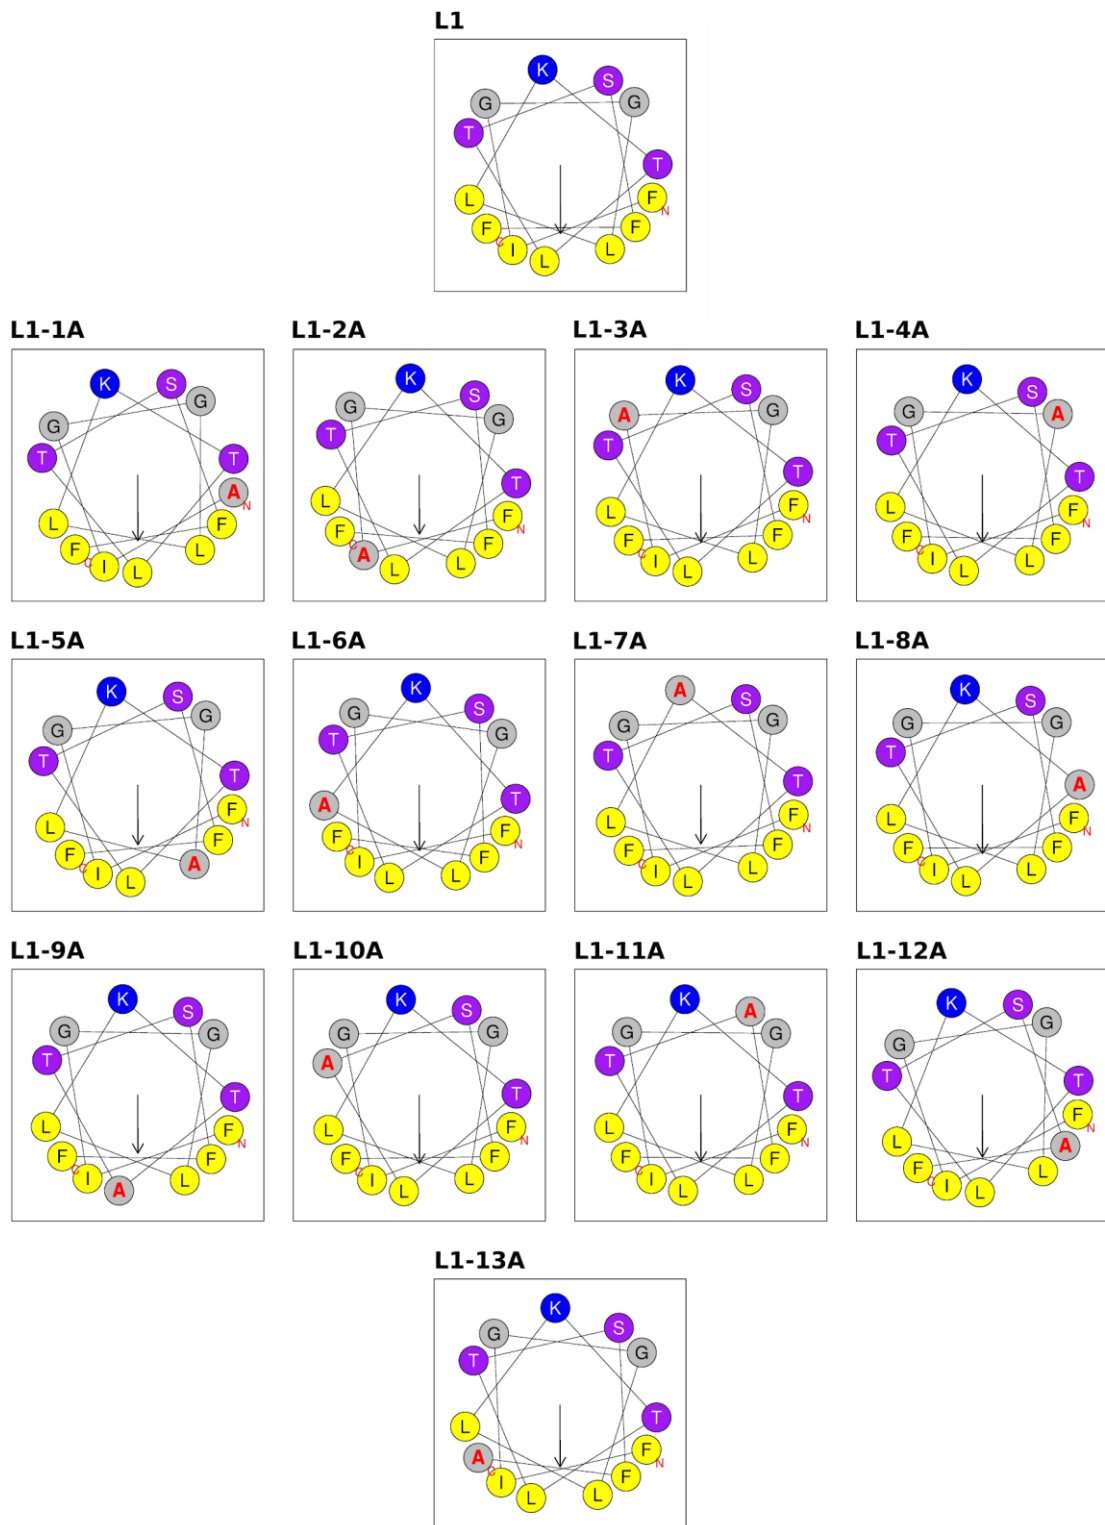 L1
K S
G G
T T
L F N
F F
C I L L
L1-1A L1-2A L1-3A L1-4A
K S G
G T T
A N
L F
F C I L L
K S
G G
T T
L F N
F F
C A L L
K S
A G
T T
L F N
F F
C I L L
K S
G A
T T
L F N
F F
C I L L
L1-5A L1-6A L1-7A L1-8A
K S
G G
T T
L F N
F F
C I L A
K S
G G
T T
A F N
F F
C I L L
A S
G G
T T
L F N
F F
C I L L
K S
G G
T A
L F N
F F
C I L L
L1-9A L1-10A L1-11A L1-12A
K S
G G
T T
L F N
F F
C I A L
K S
G G
A T
L F N
F F
C I L L
K A
G G
T T
L F N
F F
C I L L
K S
G G
T T
F N
L A
F C I L L
L1-13A
K S
G G
T T
L F N
A F
C I L L